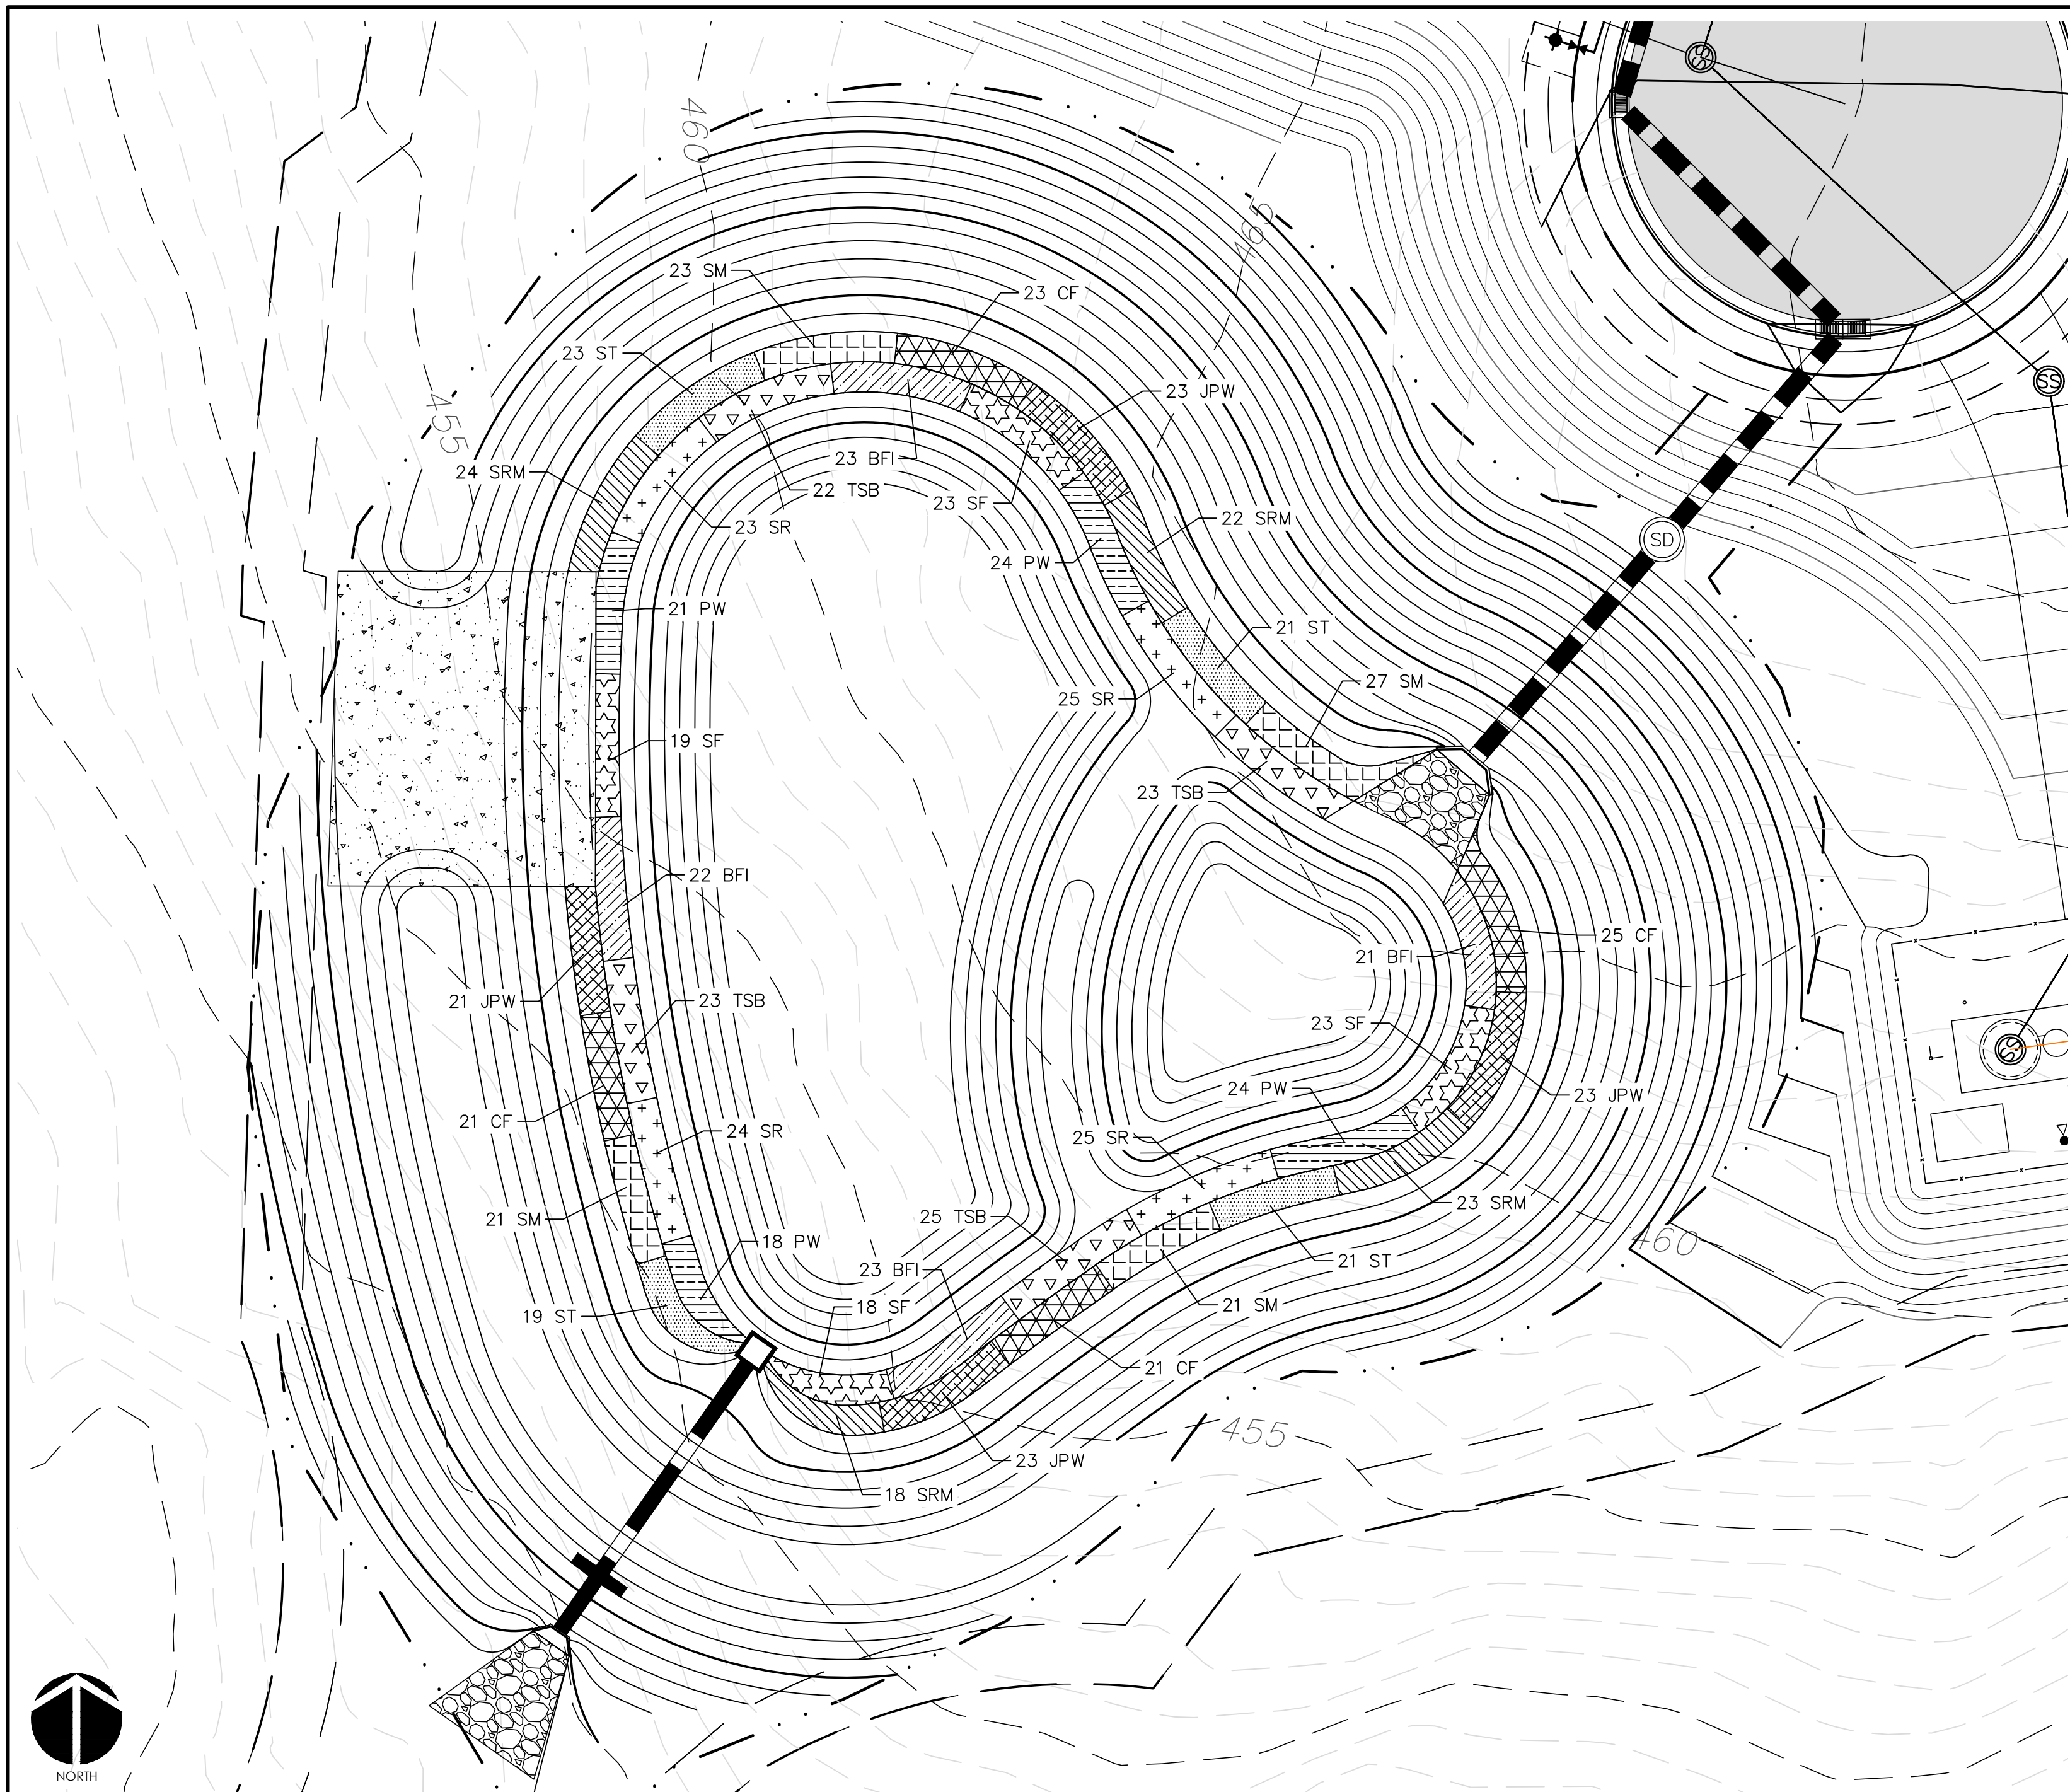 460
465
455
SS
SS
SD
23 SM
23 CF
23 ST
23 JPW
24 SRM
23 BFI
22 TSB
23 SF
23 SR
22 SRM
24 PW
21 PW
21 ST
27 SM
25 SR
19 SF
23 TSB
22 BFI
25 CF
21 BFI
21 JPW
23 TSB
23 SF
24 PW
23 JPW
21 CF
24 SR
25 SR
21 SM
25 TSB
23 SRM
18 PW
23 BFI
21 ST
460
19 ST
18 SF
21 SM
21 CF
455
23 JPW
18 SRM
SS
NORTH